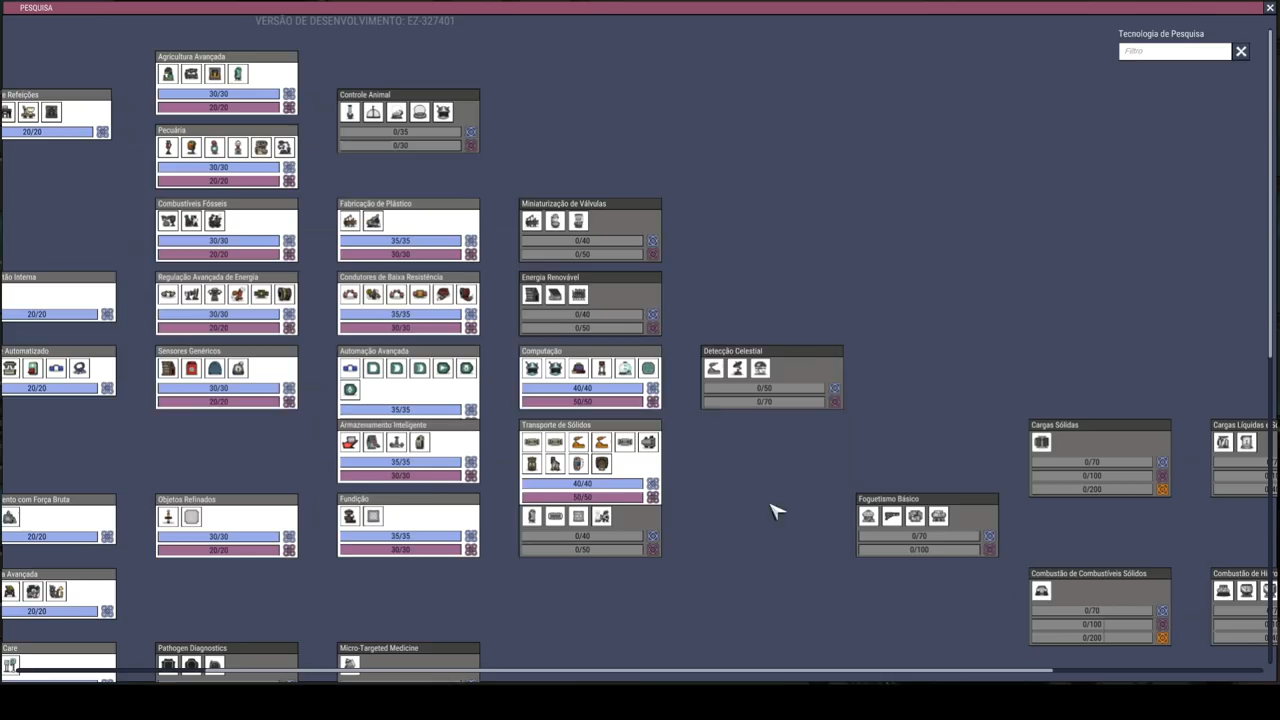 PESQUISA
VERSÃO DE DESENVOLVIMENTO: EZ-327401
Tecnologia de Pesquisa
Filtro
Agricultura Avançada
30/30
20/20
e Refeições
20/20
Controle Animal
0/35
0/30
Pecuária
30/30
20/20
Combustíveis Fósseis
30/30
20/20
Fabricação de Plástico
35/35
30/30
Miniaturização de Válvulas
0/40
0/50
tão Interna
20/20
Regulação Avançada de Energia
30/30
20/20
Condutores de Baixa Resistência
35/35
30/30
Energia Renovável
0/40
0/50
Automatizado
20/20
Sensores Genéricos
30/30
20/20
Automação Avançada
35/35
Computação
40/40
50/50
Detecção Celestial
0/50
0/70
Armazenamento Inteligente
35/35
30/30
Transporte de Sólidos
40/40
50/50
Cargas Sólidas
0/70
0/100
0/200
Cargas Líquidas e
ento com Força Bruta
20/20
Objetos Refinados
30/30
20/20
Fundição
35/35
30/30
0/40
0/50
Foguetismo Básico
0/70
0/100
a Avançada
20/20
Combustão de Combustíveis Sólidos
0/70
0/100
0/200
Combustão de Hidro
Care
Pathogen Diagnostics
Micro-Targeted Medicine